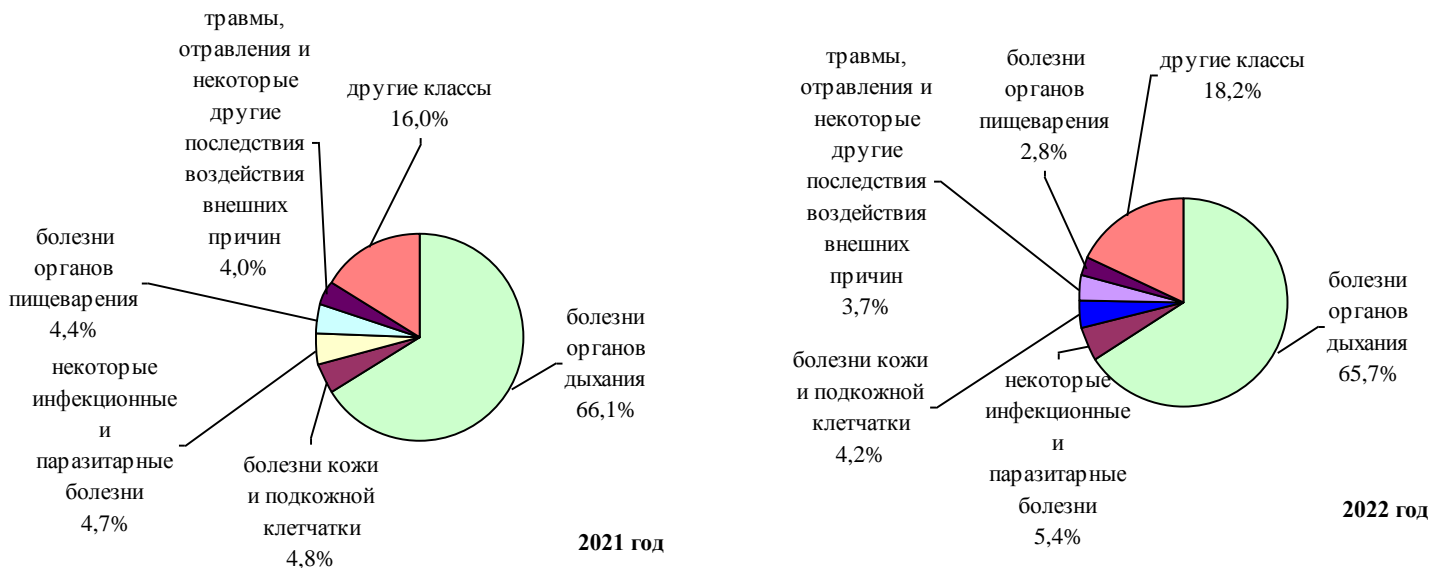 травмы,
отравления и
некоторые
другие
последствия
воздействия
внешних
причин
4,0%
другие классы
16,0%
болезни
органов
пищеварения
4,4%
некоторые
инфекционные
и
паразитарные
болезни
4,7%
болезни кожи
и подкожной
клетчатки
4,8%
болезни
органов
дыхания
66,1%
2021 год
травмы,
отравления и
некоторые
другие
последствия
воздействия
внешних
причин
3,7%
болезни
органов
пищеварения
2,8%
другие классы
18,2%
болезни кожи
и подкожной
клетчатки
4,2%
некоторые
инфекционные
и
паразитарные
болезни
5,4%
болезни
органов
дыхания
65,7%
2022 год